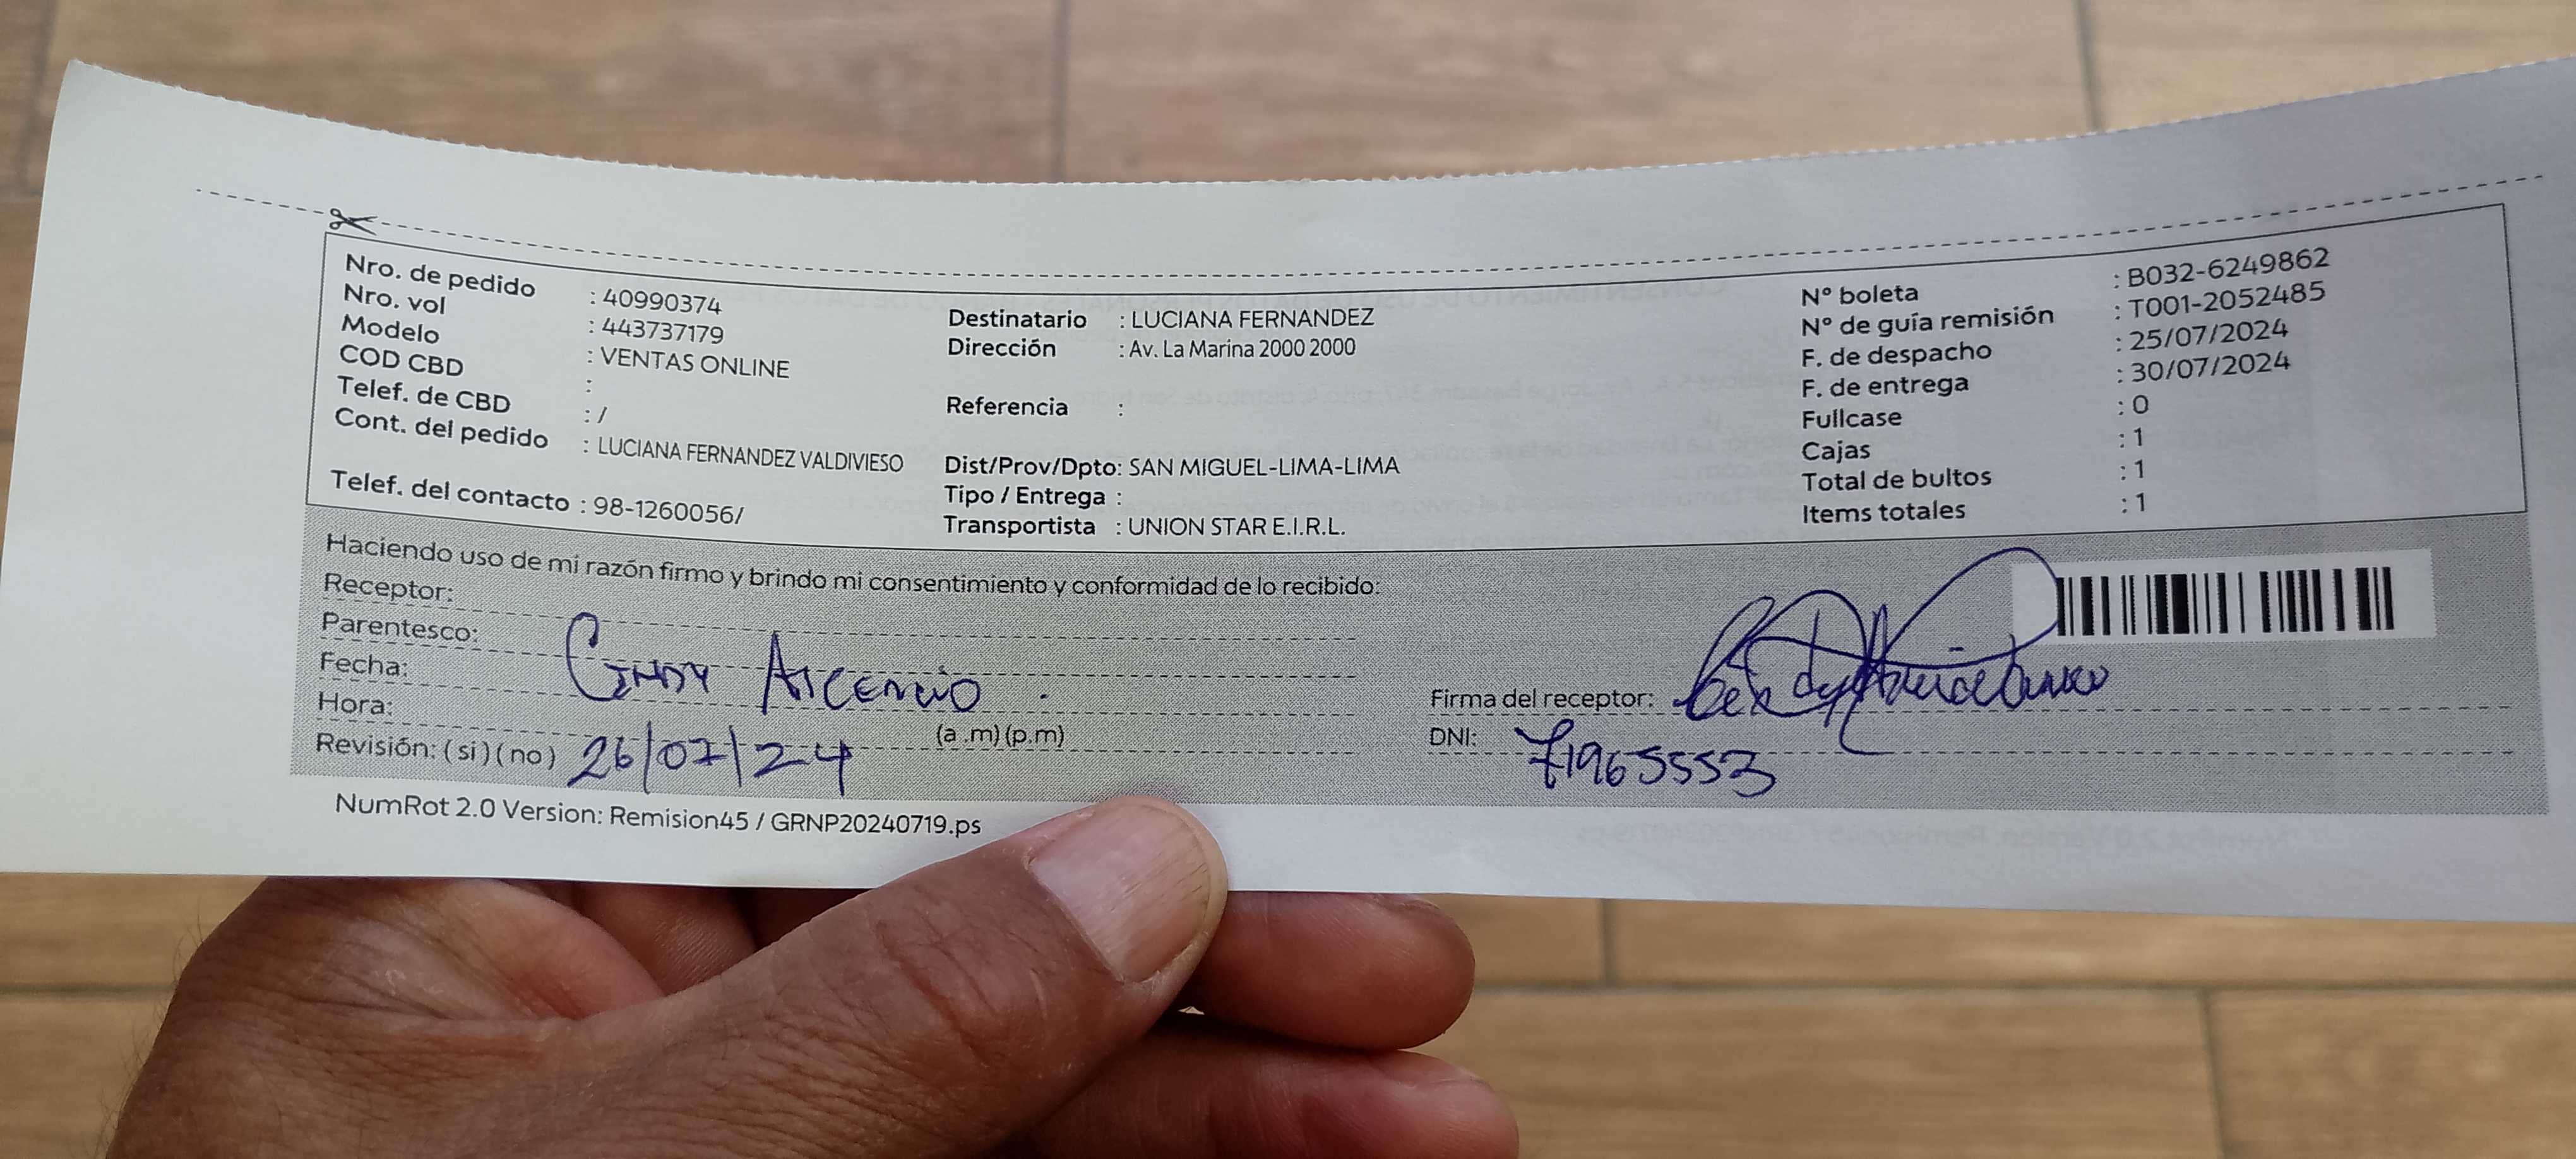 Nro. de pedido : 40990374
Nro. vol : 443737179
Modelo : VENTAS ONLINE
COD CBD :
Telef. de CBD : /
Cont. del pedido : LUCIANA FERNANDEZ VALDIVIESO
Telef. del contacto : 98-1260056/
Destinatario : LUCIANA FERNANDEZ
Dirección : Av. La Marina 2000 2000
Referencia :
Dist/Prov/Dpto: SAN MIGUEL-LIMA-LIMA
Tipo / Entrega :
Transportista : UNION STAR E.I.R.L.
N° boleta : B032-6249862
N° de guía remisión : T001-2052485
F. de despacho : 25/07/2024
F. de entrega : 30/07/2024
Fullcase : 0
Cajas : 1
Total de bultos : 1
Items totales : 1
Haciendo uso de mi razón firmo y brindo mi consentimiento y conformidad de lo recibido:
Receptor:
Parentesco:
Fecha: Cindy Ascencio
Hora: (a .m) (p.m)
Revisión: (si) (no) 26/07/24
Firma del receptor:
DNI: 71965553
NumRot 2.0 Version: Remision45 / GRNP20240719.ps